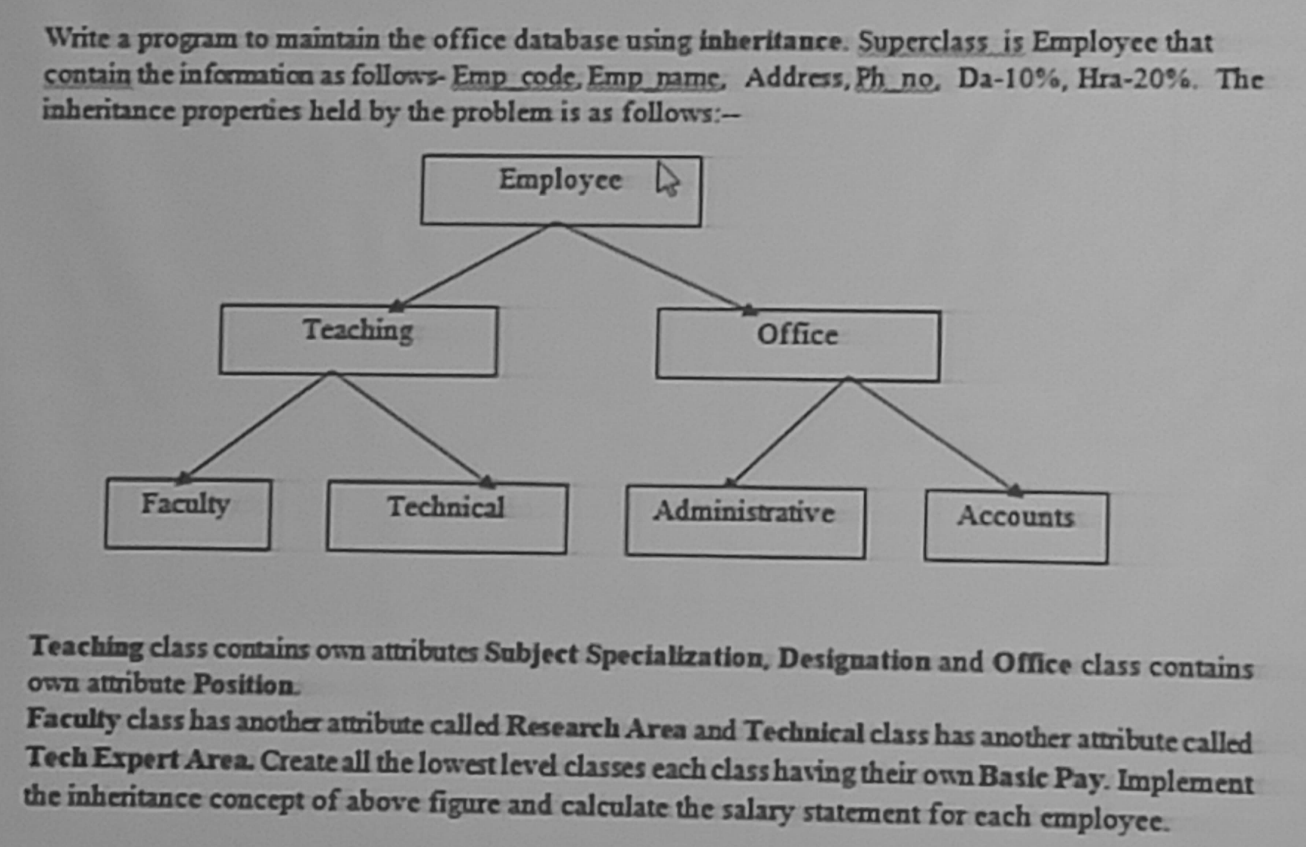 Write a program to maintain the office database using inheritance. Superclass is Employee that
contain the information as follows- Emp_code, Emp_name, Address, Ph_no, Da-10%, Hra-20%. The
inheritance properties held by the problem is as follows:--
Employee
Teaching
Office
Faculty
Technical
Administrative
Accounts
Teaching class contains own attributes Subject Specialization, Designation and Office class contains
own attribute Position.
Faculty class has another attribute called Research Area and Technical class has another attribute called
Tech Expert Area. Create all the lowest level classes each class having their own Basic Pay. Implement
the inheritance concept of above figure and calculate the salary statement for each employee.